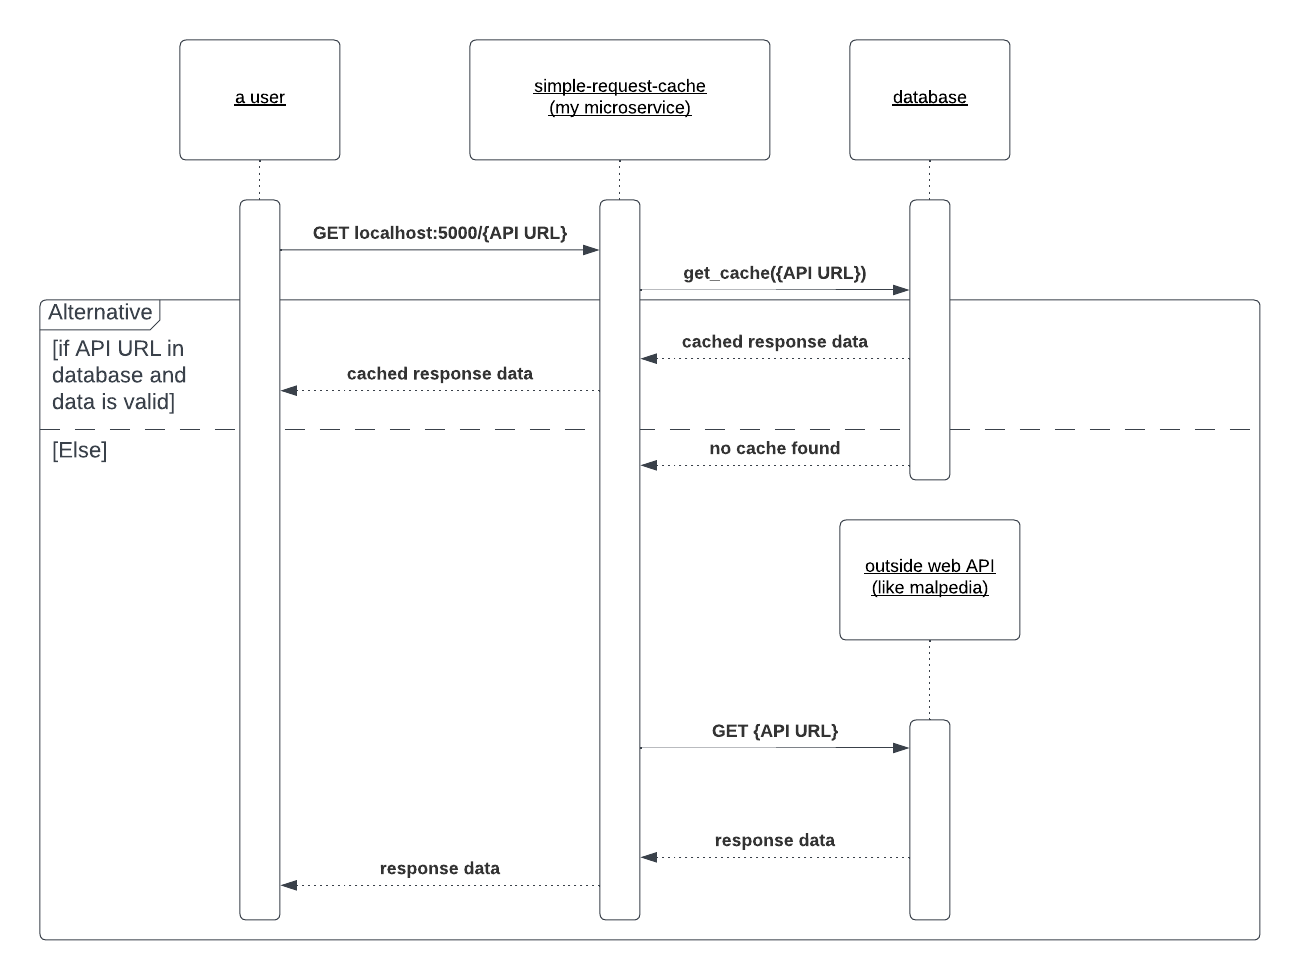 a user
simple-request-cache
(my microservice)
database
GET localhost:5000/{API URL}
get_cache({API URL})
Alternative
[if API URL in
database and
data is valid]
cached response data
cached response data
[Else]
no cache found
outside web API
(like malpedia)
GET {API URL}
response data
response data